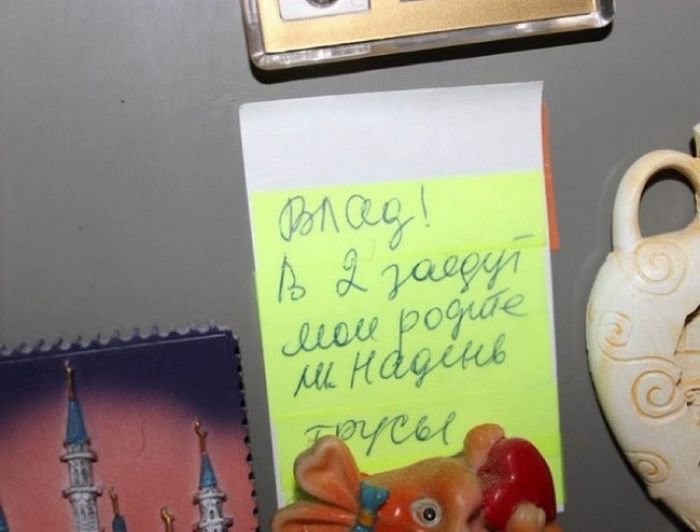 Влад!
В 2 заедут
мои родите
ли Надень
трусы